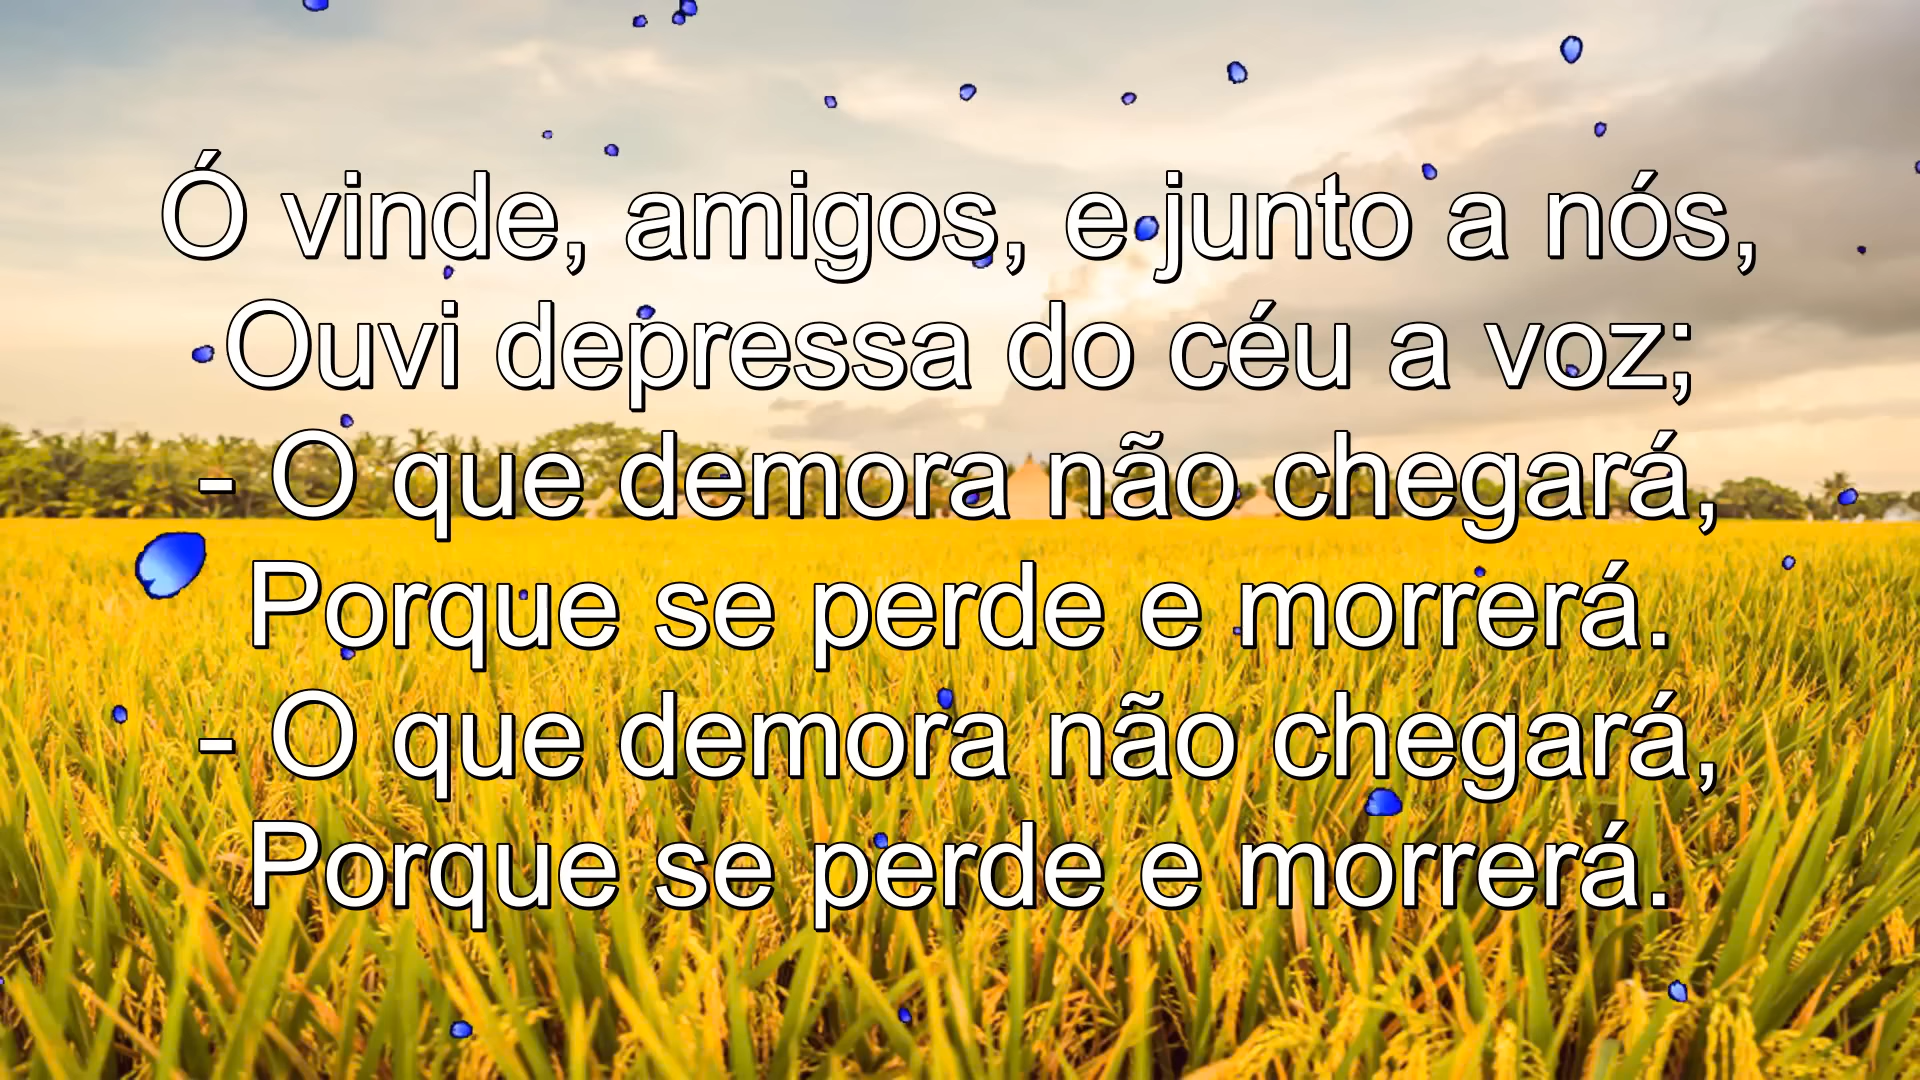 Ó vinde, amigos, e junto a nós,
Ouvi depressa do céu a voz;
- O que demora não chegará,
Porque se perde e morrerá.
- O que demora não chegará,
Porque se perde e morrerá.